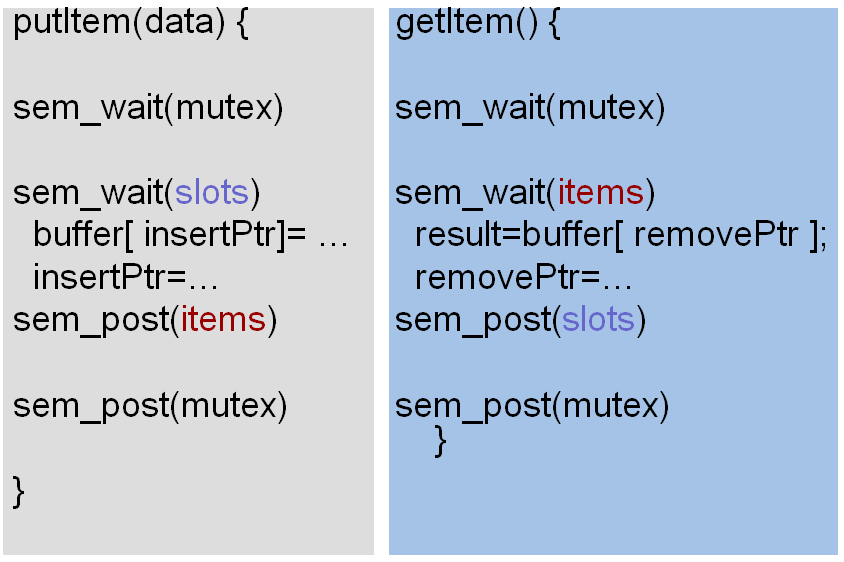 putItem(data) {
sem_wait(mutex)
sem_wait(slots)
buffer[ insertPtr]= …
insertPtr=…
sem_post(items)
sem_post(mutex)
}
getItem() {
sem_wait(mutex)
sem_wait(items)
result=buffer[ removePtr ];
removePtr=…
sem_post(slots)
sem_post(mutex)
}